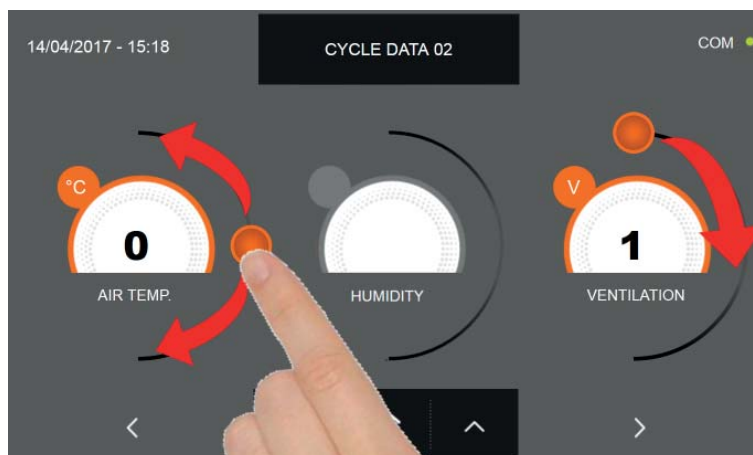 14/04/2017 - 15:18
CYCLE DATA 02
COM
°C
V
0
1
AIR TEMP.
HUMIDITY
VENTILATION